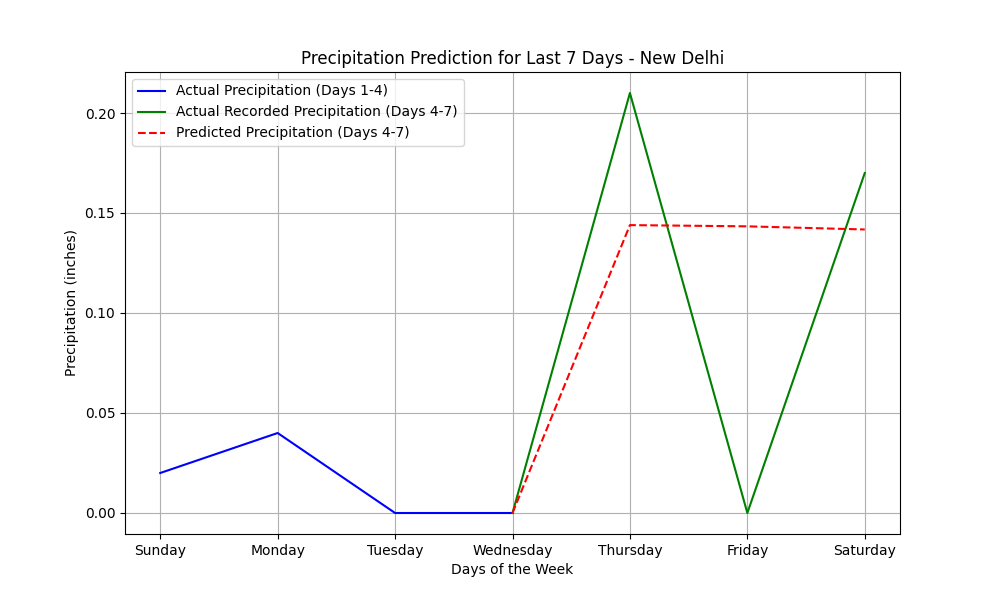 Precipitation Prediction for Last 7 Days - New Delhi
Actual Precipitation (Days 1-4)
Actual Recorded Precipitation (Days 4-7)
Predicted Precipitation (Days 4-7)
Precipitation (inches)
0.20
0.15
0.10
0.05
0.00
Sunday Monday Tuesday Wednesday Thursday Friday Saturday
Days of the Week